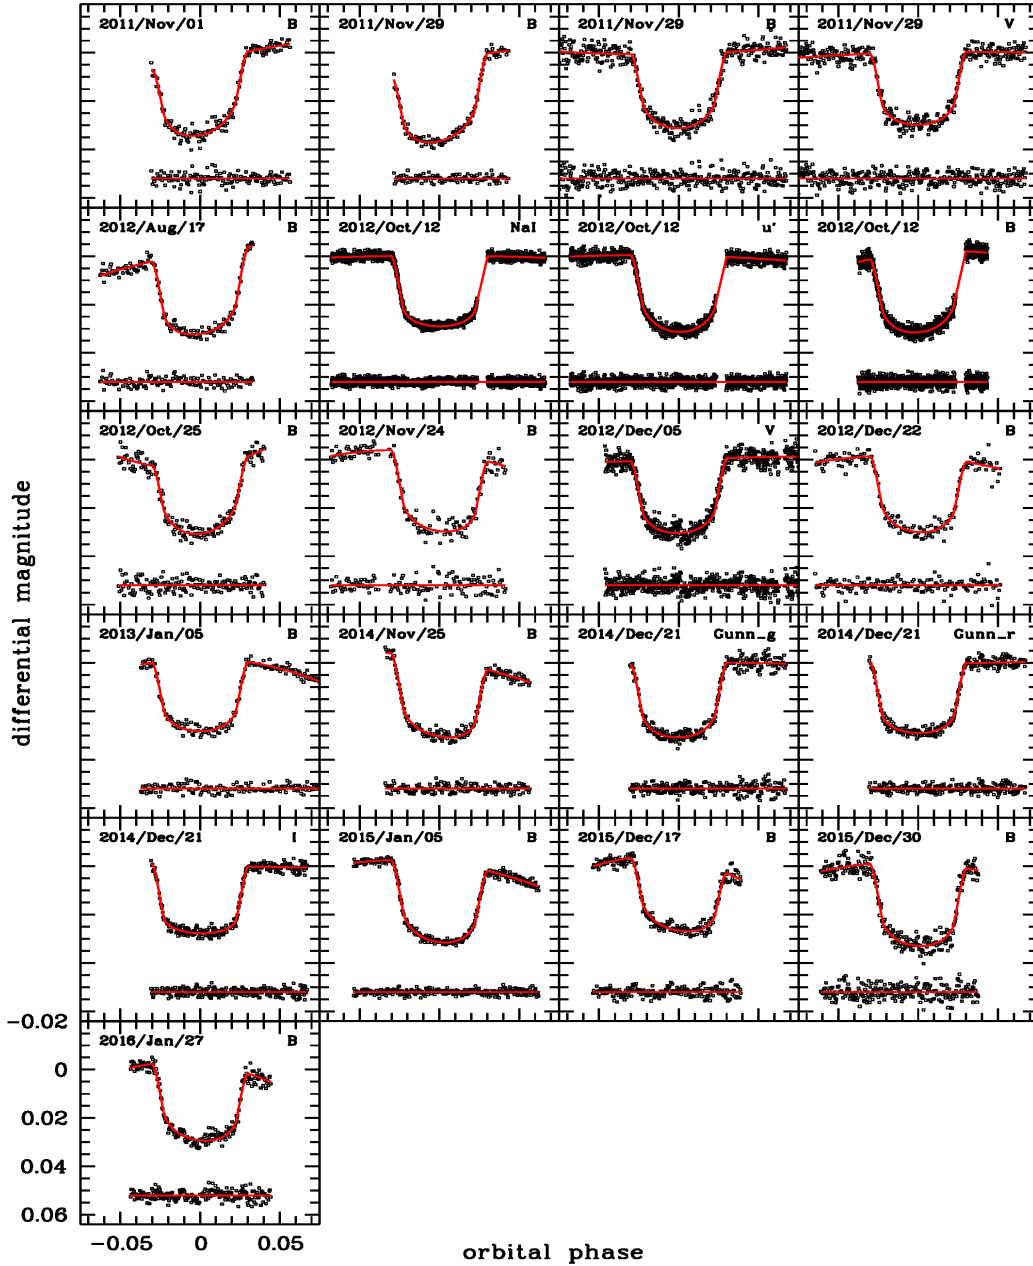 2011/Nov/01 B
2011/Nov/29 B
2011/Nov/29 B
2011/Nov/29 V
2012/Aug/17 B
2012/Oct/12 NaI
2012/Oct/12 u'
2012/Oct/12 B
2012/Oct/25 B
2012/Nov/24 B
2012/Dec/05 V
2012/Dec/22 B
2013/Jan/05 B
2014/Nov/25 B
2014/Dec/21 Gunn_g
2014/Dec/21 Gunn_r
2014/Dec/21 I
2015/Jan/05 B
2015/Dec/17 B
2015/Dec/30 B
2016/Jan/27 B
differential magnitude
−0.02
0
0.02
0.04
0.06
−0.05 0 0.05
orbital phase